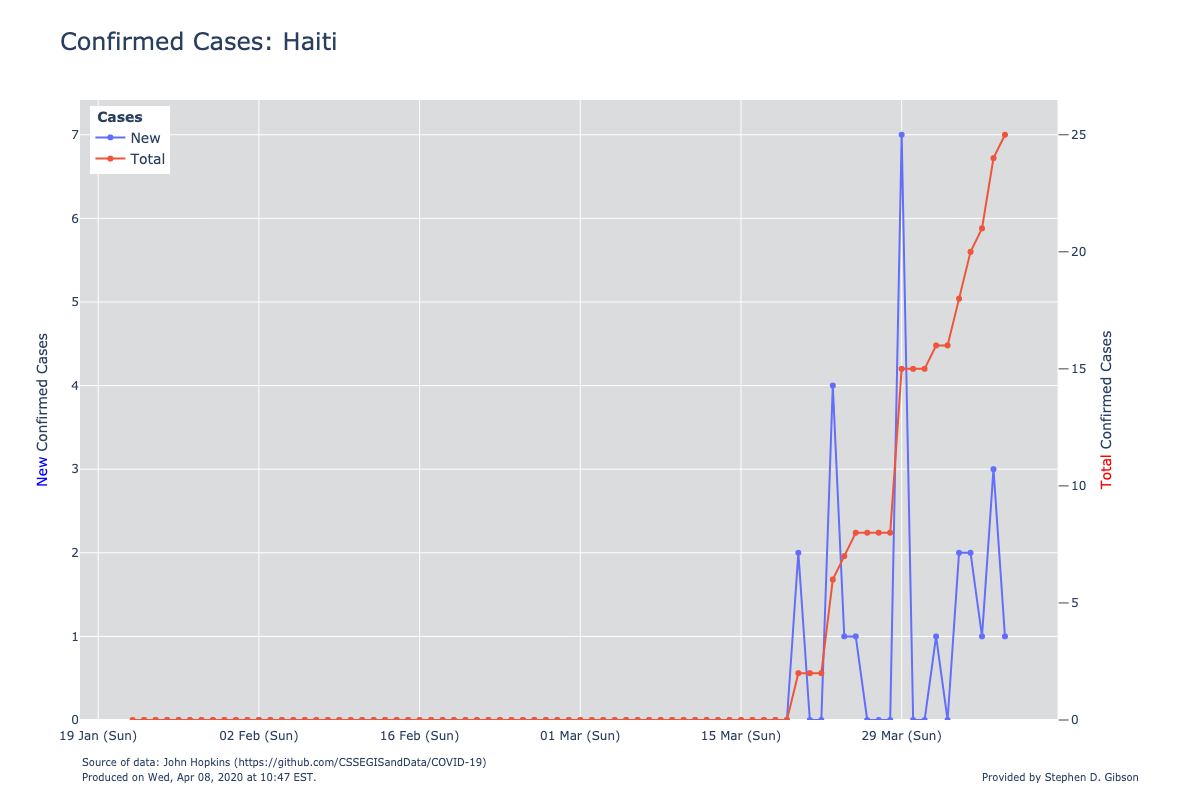 Confirmed Cases: Haiti
Cases
New
Total
7
6
5
4
3
2
1
0
New Confirmed Cases
25
20
15
10
5
0
Total Confirmed Cases
19 Jan (Sun)
02 Feb (Sun)
16 Feb (Sun)
01 Mar (Sun)
15 Mar (Sun)
29 Mar (Sun)
Source of data: John Hopkins (https://github.com/CSSEGISandData/COVID-19)
Produced on Wed, Apr 08, 2020 at 10:47 EST.
Provided by Stephen D. Gibson